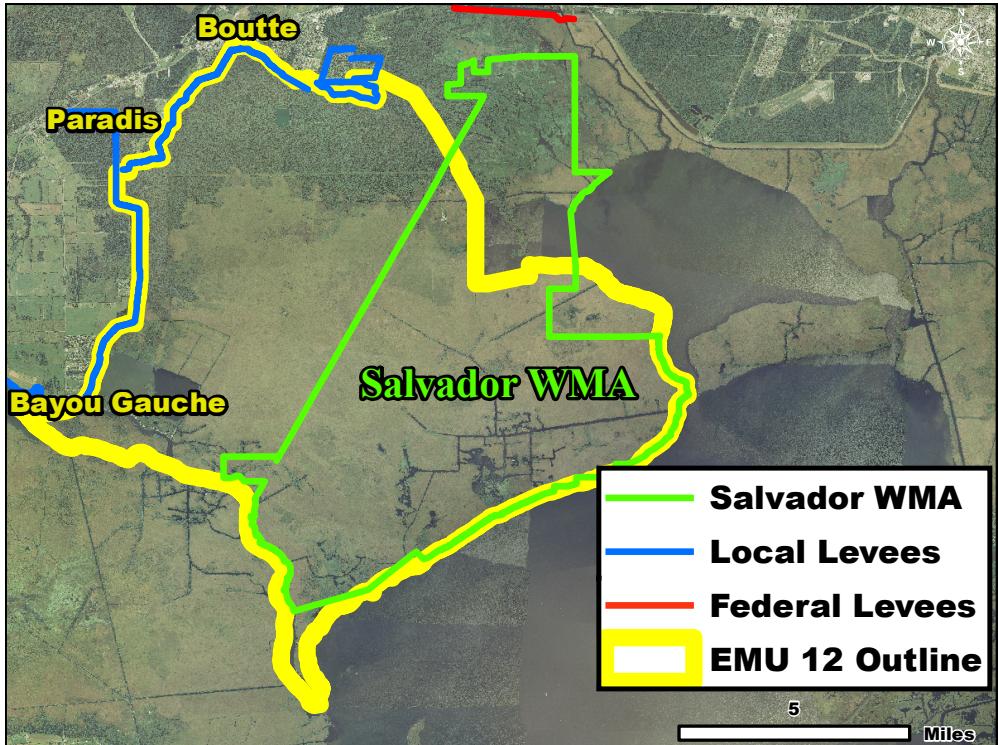 Boutte
N
W E
S
Paradis
Salvador WMA
Bayou Gauche
Salvador WMA
Local Levees
Federal Levees
EMU 12 Outline
5
Miles